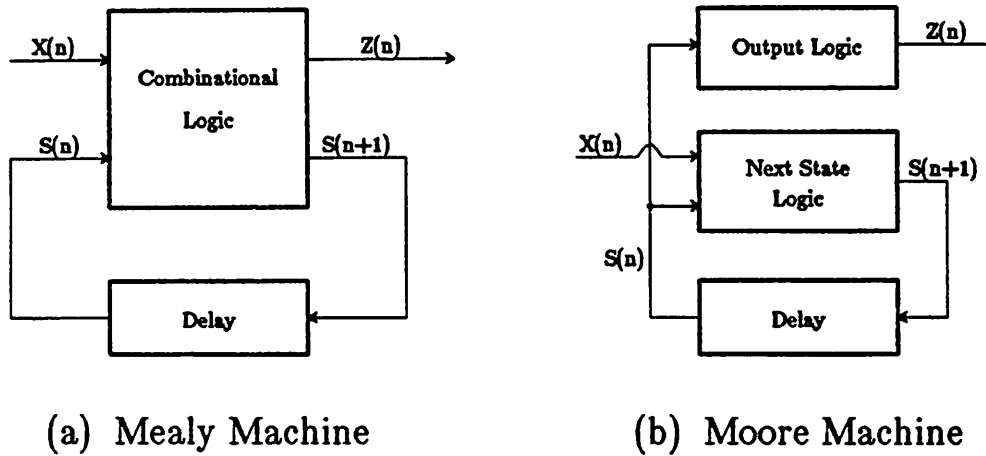 X(n)
Z(n)
Combinational
Logic
S(n)
S(n+1)
Delay
(a) Mealy Machine
Output Logic
Z(n)
X(n)
Next State
Logic
S(n+1)
S(n)
Delay
(b) Moore Machine